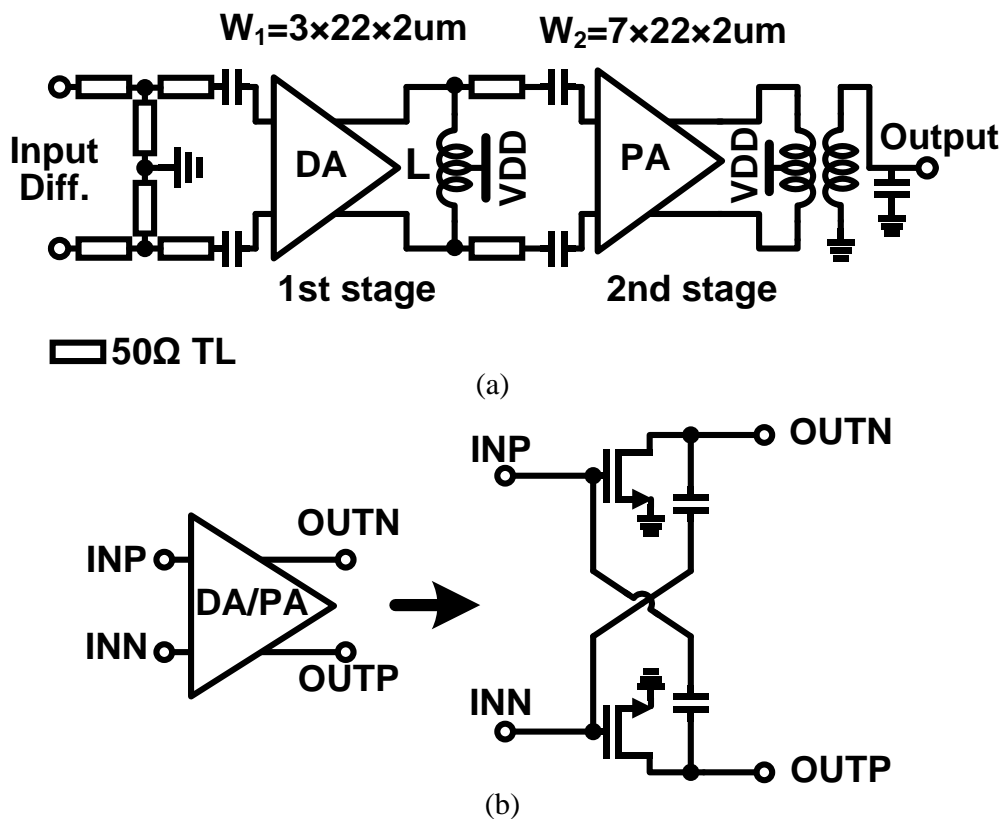 W₁=3×22×2um
W₂=7×22×2um
Input
Diff.
DA
L
VDD
PA
VDD
Output
1st stage
2nd stage
50Ω TL
(a)
INP
OUTN
INN
DA/PA
OUTP
INP
OUTN
INN
OUTP
(b)